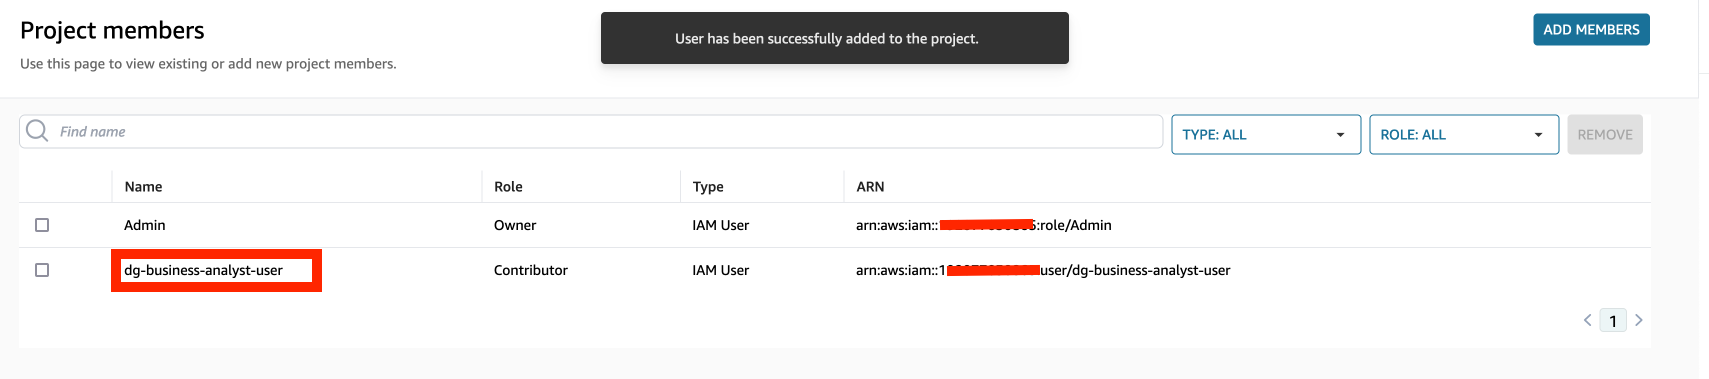 Project members
User has been successfully added to the project.
ADD MEMBERS
Use this page to view existing or add new project members.
Find name
TYPE: ALL
ROLE: ALL
REMOVE
Name Role Type ARN
Admin Owner IAM User arn:aws:iam:: :role/Admin
dg-business-analyst-user Contributor IAM User arn:aws:iam::1 user/dg-business-analyst-user
1